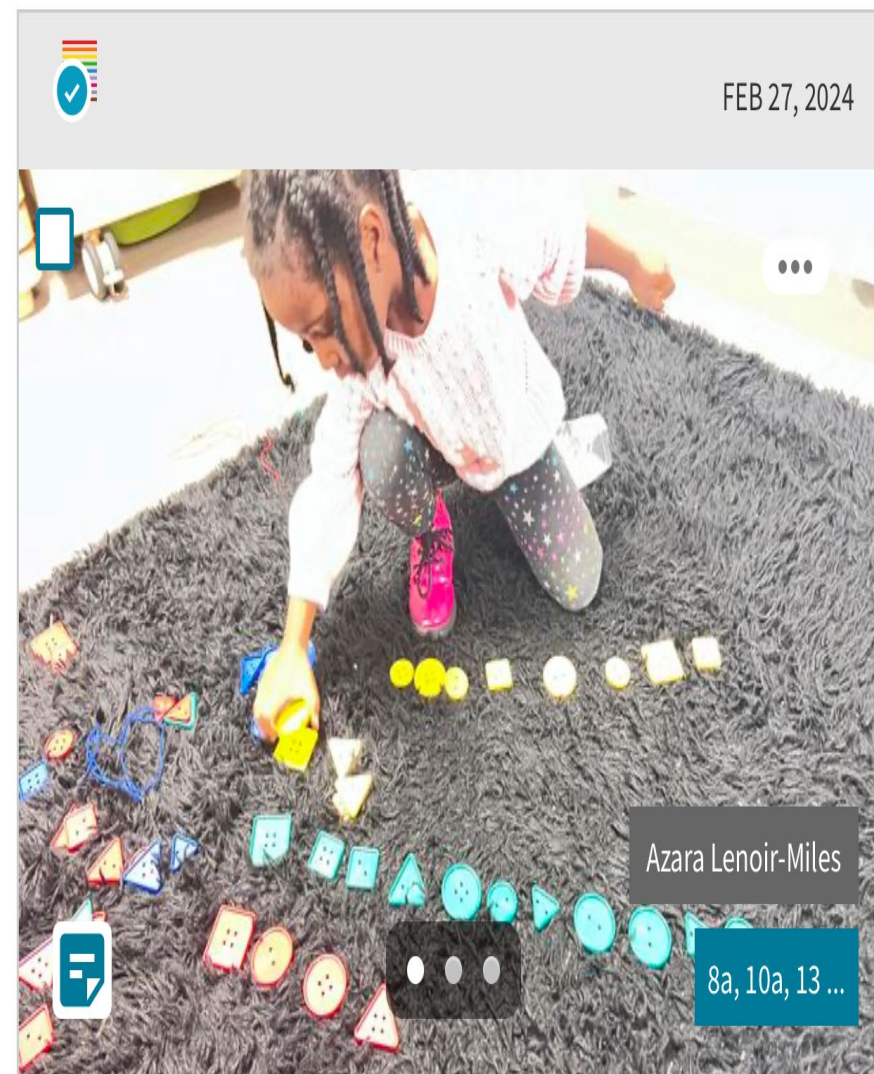 FEB 27, 2024
Azara Lenoir-Miles
8a, 10a, 13 ...